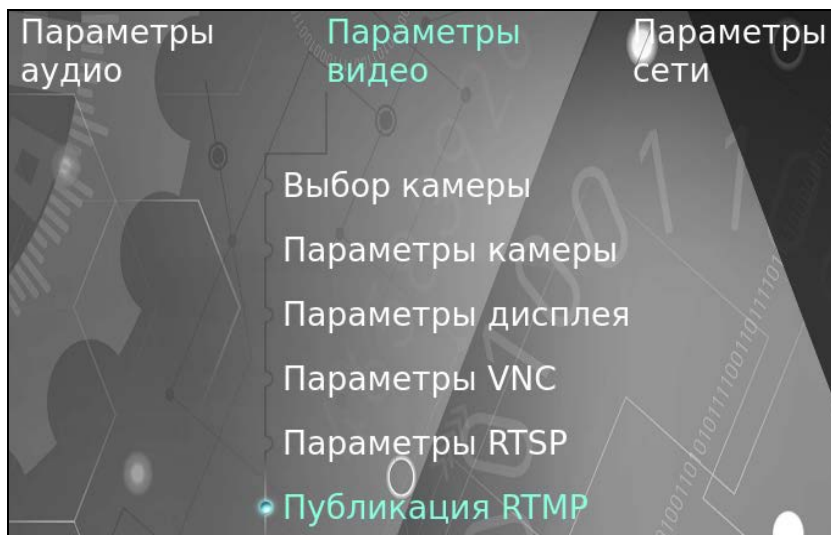 Параметры аудио
Параметры видео
Параметры сети
Выбор камеры
Параметры камеры
Параметры дисплея
Параметры VNC
Параметры RTSP
Публикация RTMP